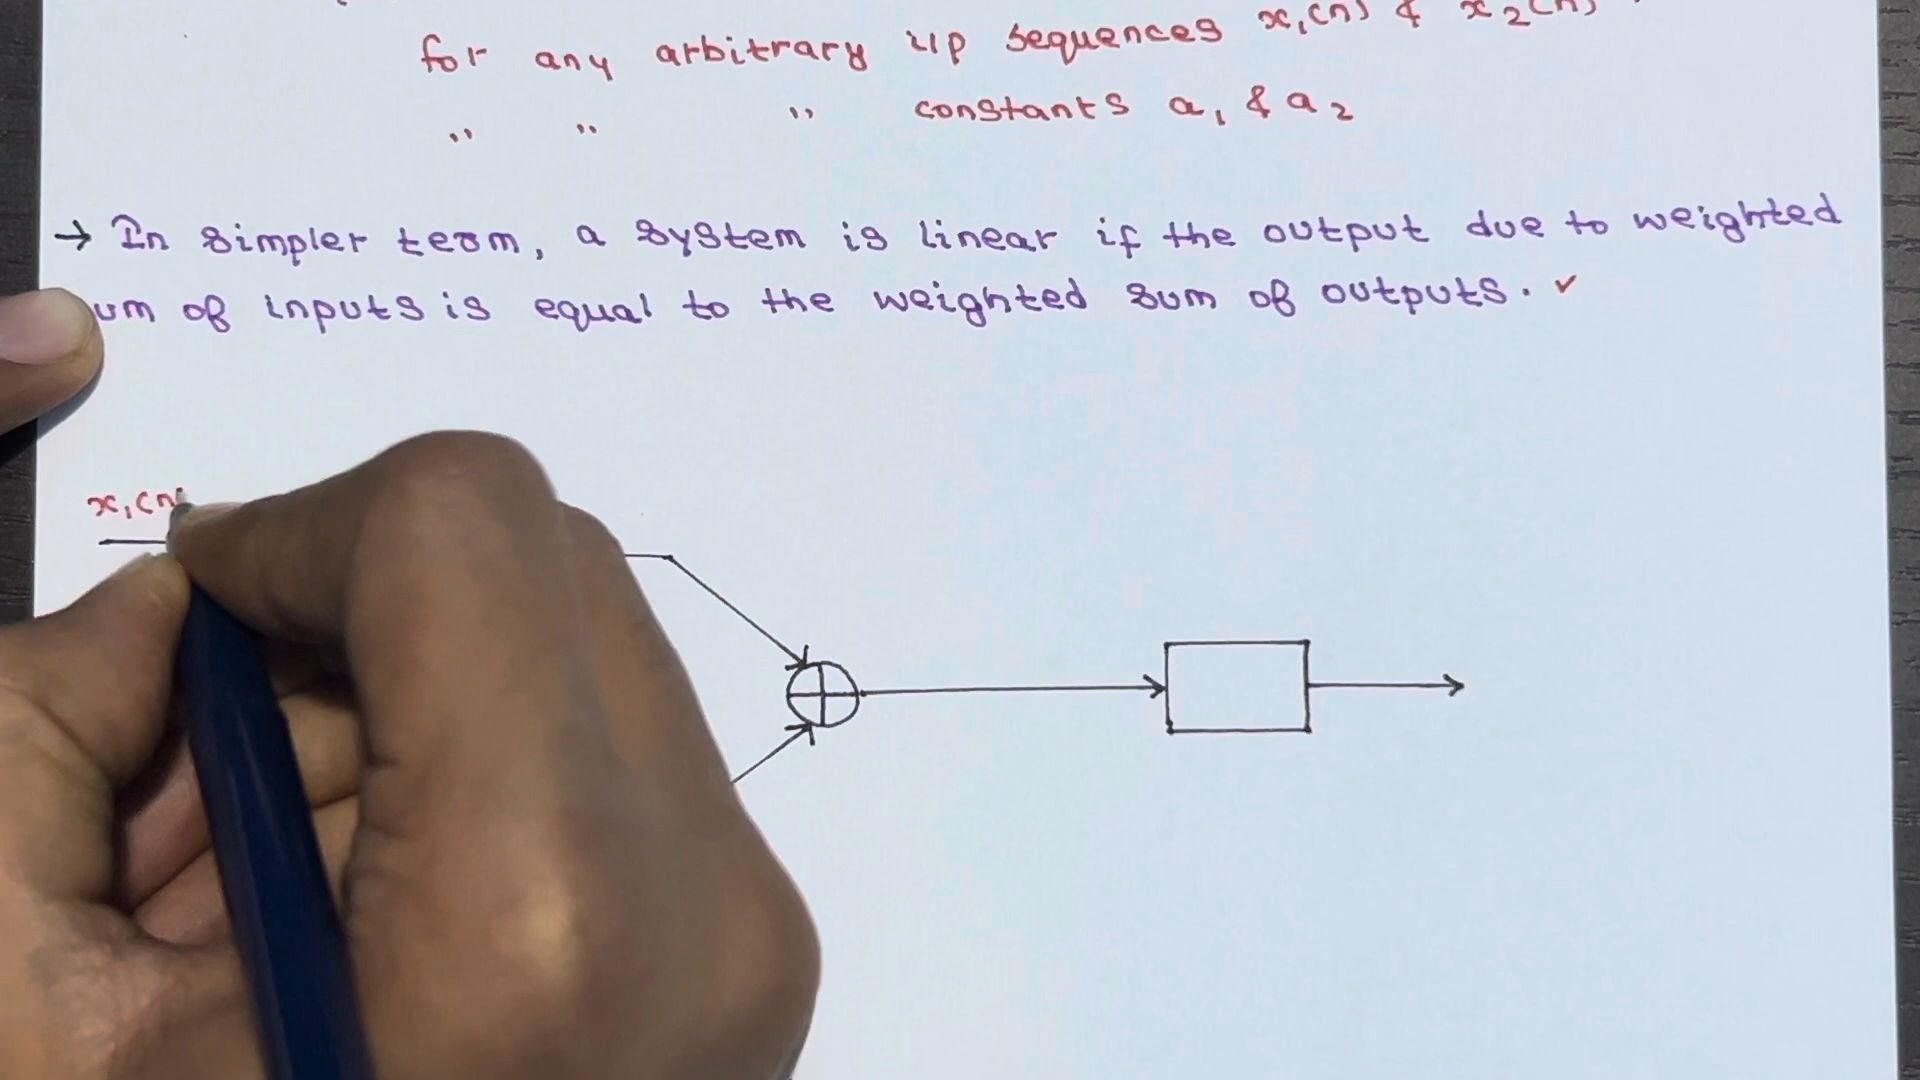 for any arbitrary i/p sequences x₁(n) & x₂(n)
,, ,, ,, constants a₁ & a₂
→ In simpler term, a system is linear if the output due to weighted
um of inputs is equal to the weighted sum of outputs. ✓
x₁(n)